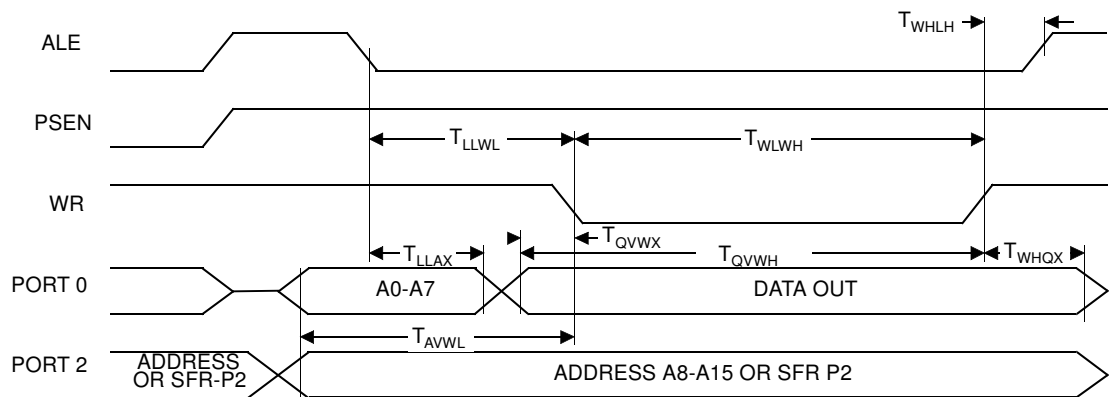 T_WHLH
ALE
PSEN
T_LLWL
T_WLWH
WR
T_QVWX
T_LLAX
T_QVWH
T_WHQX
PORT 0
A0-A7
DATA OUT
T_AVWL
PORT 2
ADDRESS
OR SFR-P2
ADDRESS A8-A15 OR SFR P2